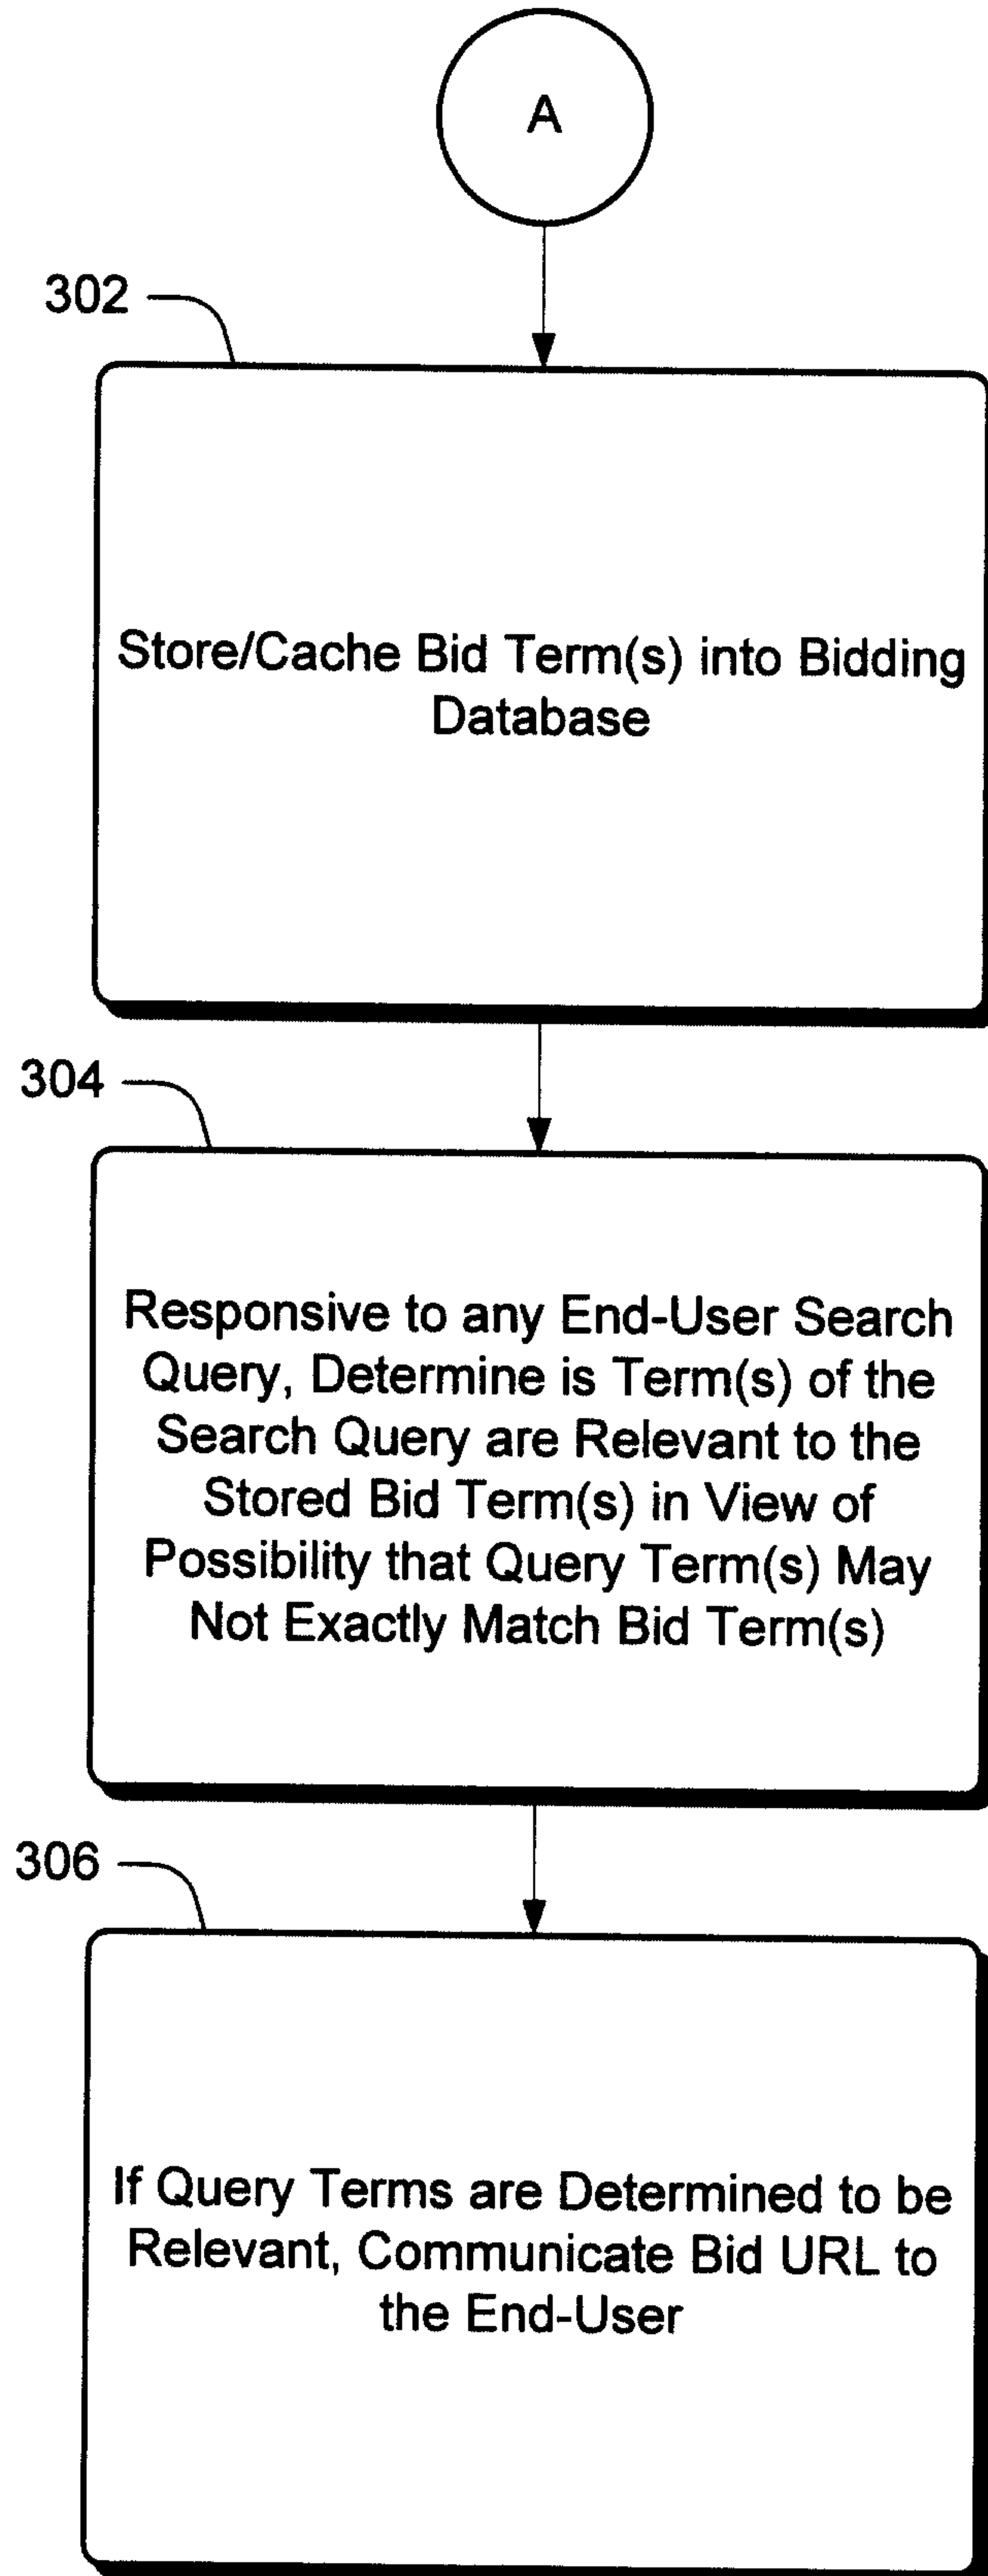 A
302
Store/Cache Bid Term(s) into Bidding
Database
304
Responsive to any End-User Search
Query, Determine is Term(s) of the
Search Query are Relevant to the
Stored Bid Term(s) in View of
Possibility that Query Term(s) May
Not Exactly Match Bid Term(s)
306
If Query Terms are Determined to be
Relevant, Communicate Bid URL to
the End-User